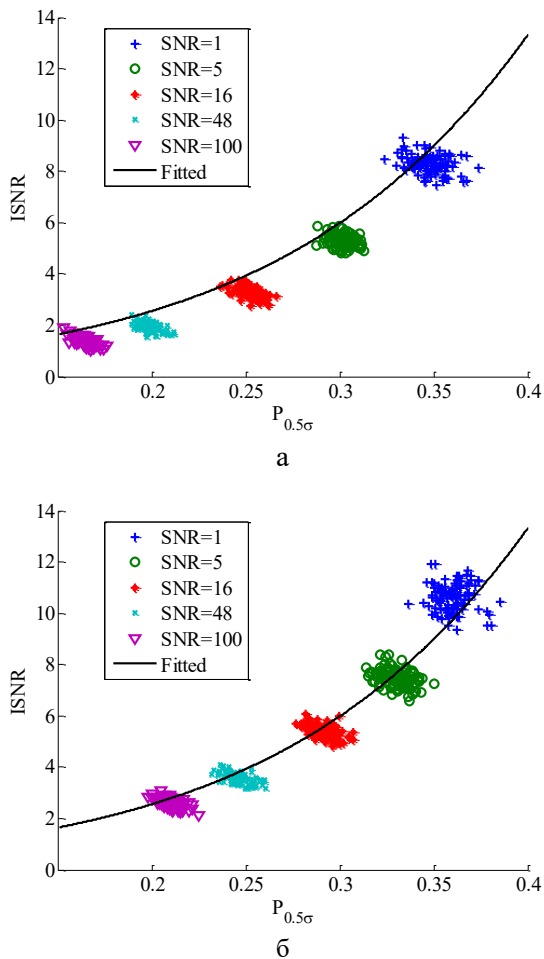 14
12
10
8
6
4
2
0
ISNR
SNR=1
SNR=5
SNR=16
SNR=48
SNR=100
Fitted
0.2
0.25
0.3
0.35
0.4
P0.5σ
а
14
12
10
8
6
4
2
0
ISNR
SNR=1
SNR=5
SNR=16
SNR=48
SNR=100
Fitted
0.2
0.25
0.3
0.35
0.4
P0.5σ
б